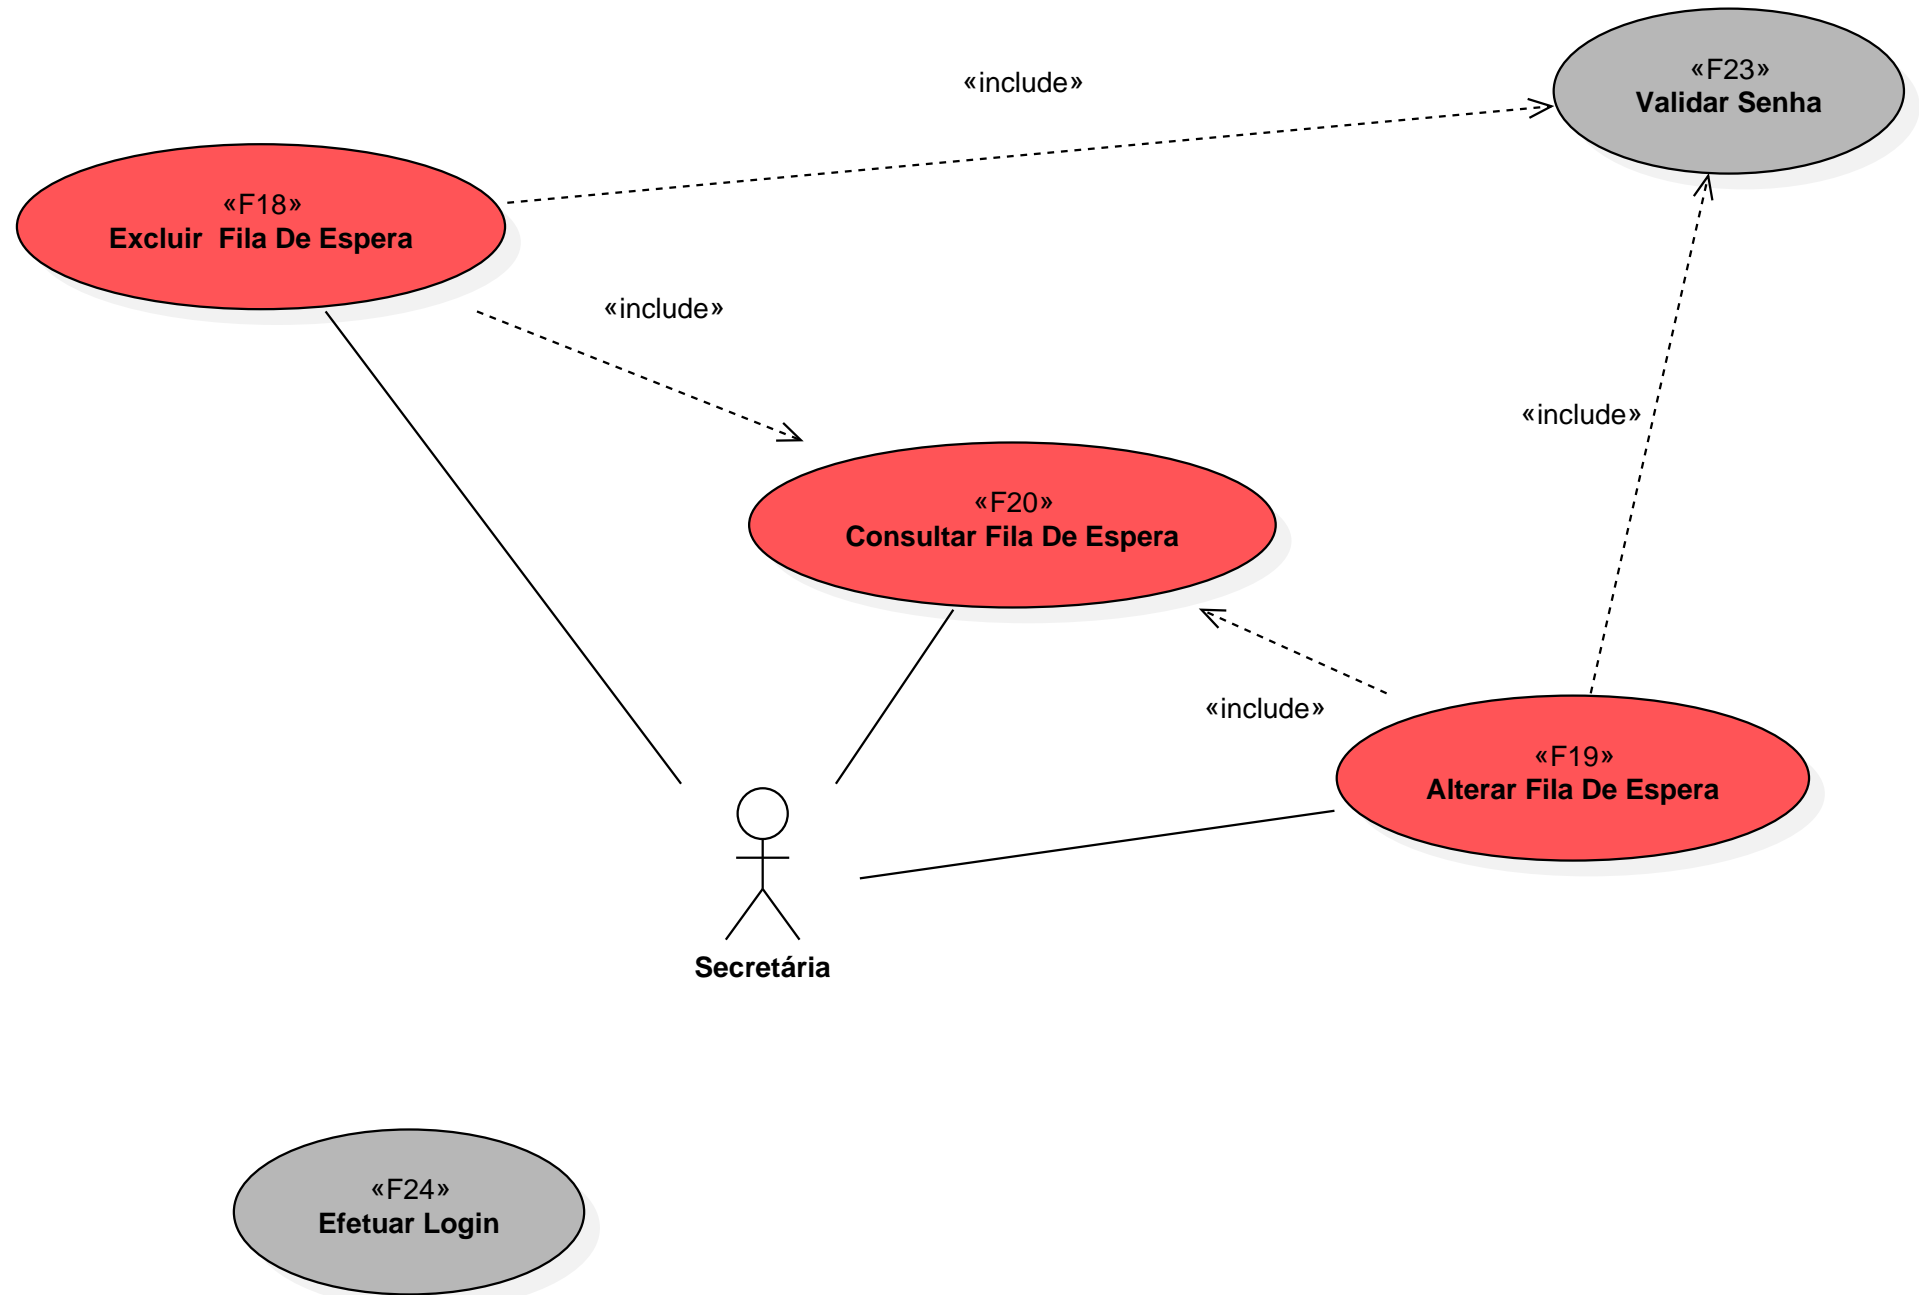 «include»
«F23»
Validar Senha
«F18»
Excluir  Fila De Espera
«include»
«include»
«F20»
Consultar Fila De Espera
«include»
«F19»
Alterar Fila De Espera
Secretária
«F24»
Efetuar Login